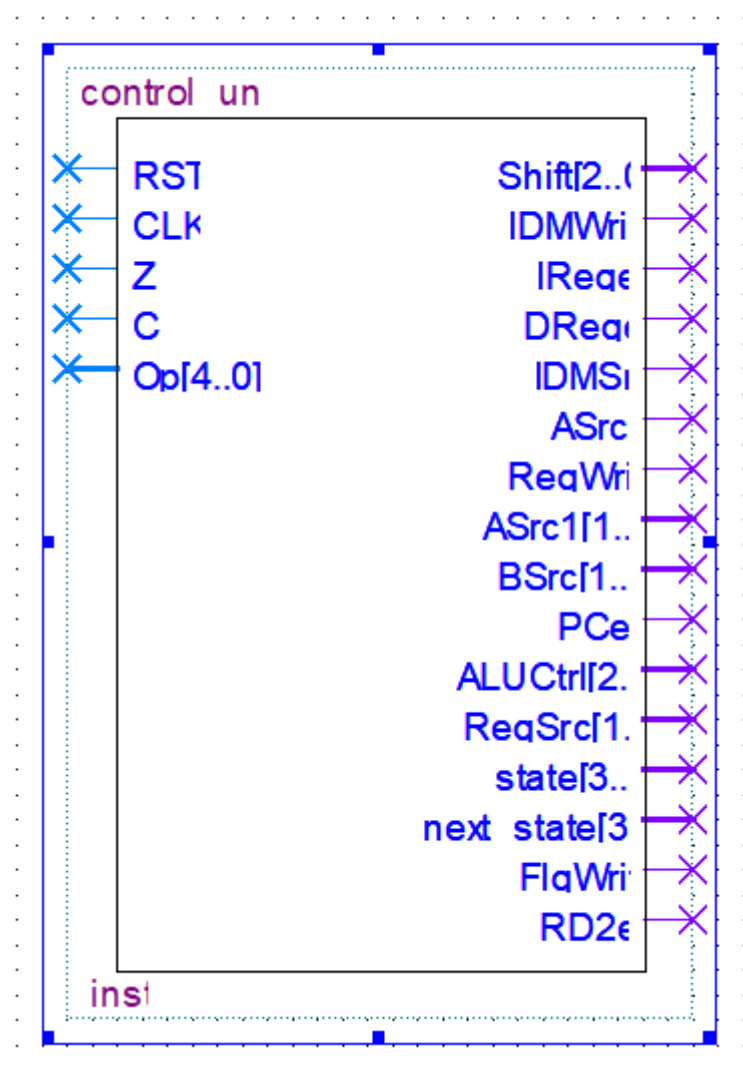 control_un
RST
CLK
Z
C
Op[4..0]
Shift[2..0
IDMWri
IRege
DRege
IDMSr
ASrc
RegWri
ASrc1[1..
BSrc[1..
PCe
ALUCtrl[2.
RegSrc[1.
state[3..
next_state[3
FlgWri
RD2e
inst